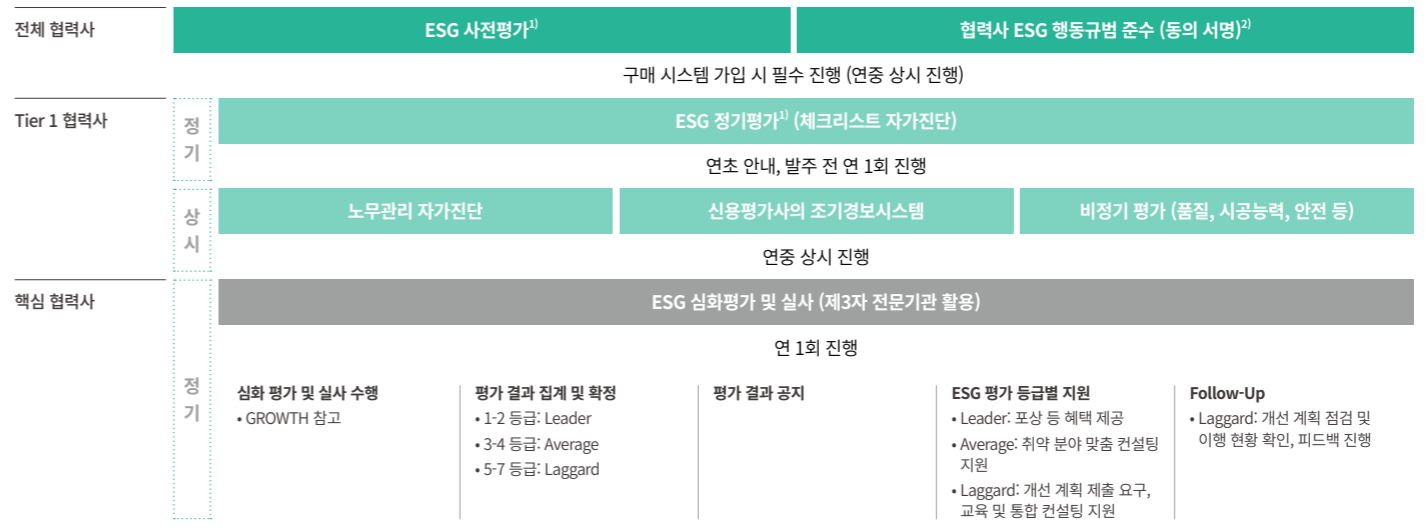 전체 협력사
ESG 사전평가1)
협력사 ESG 행동규범 준수 (동의 서명)2)
구매 시스템 가입 시 필수 진행 (연중 상시 진행)
Tier 1 협력사
정
기
ESG 정기평가1) (체크리스트 자가진단)
연초 안내, 발주 전 연 1회 진행
상
시
노무관리 자가진단
신용평가사의 조기경보시스템
비정기 평가 (품질, 시공능력, 안전 등)
연중 상시 진행
핵심 협력사
정
기
ESG 심화평가 및 실사 (제3자 전문기관 활용)
연 1회 진행
심화 평가 및 실사 수행
• GROWTH 참고
평가 결과 집계 및 확정
• 1-2 등급: Leader
• 3-4 등급: Average
• 5-7 등급: Laggard
평가 결과 공지
ESG 평가 등급별 지원
• Leader: 포상 등 혜택 제공
• Average: 취약 분야 맞춤 컨설팅
지원
• Laggard: 개선 계획 제출 요구,
교육 및 통합 컨설팅 지원
Follow-Up
• Laggard: 개선 계획 점검 및
이행 현황 확인, 피드백 진행